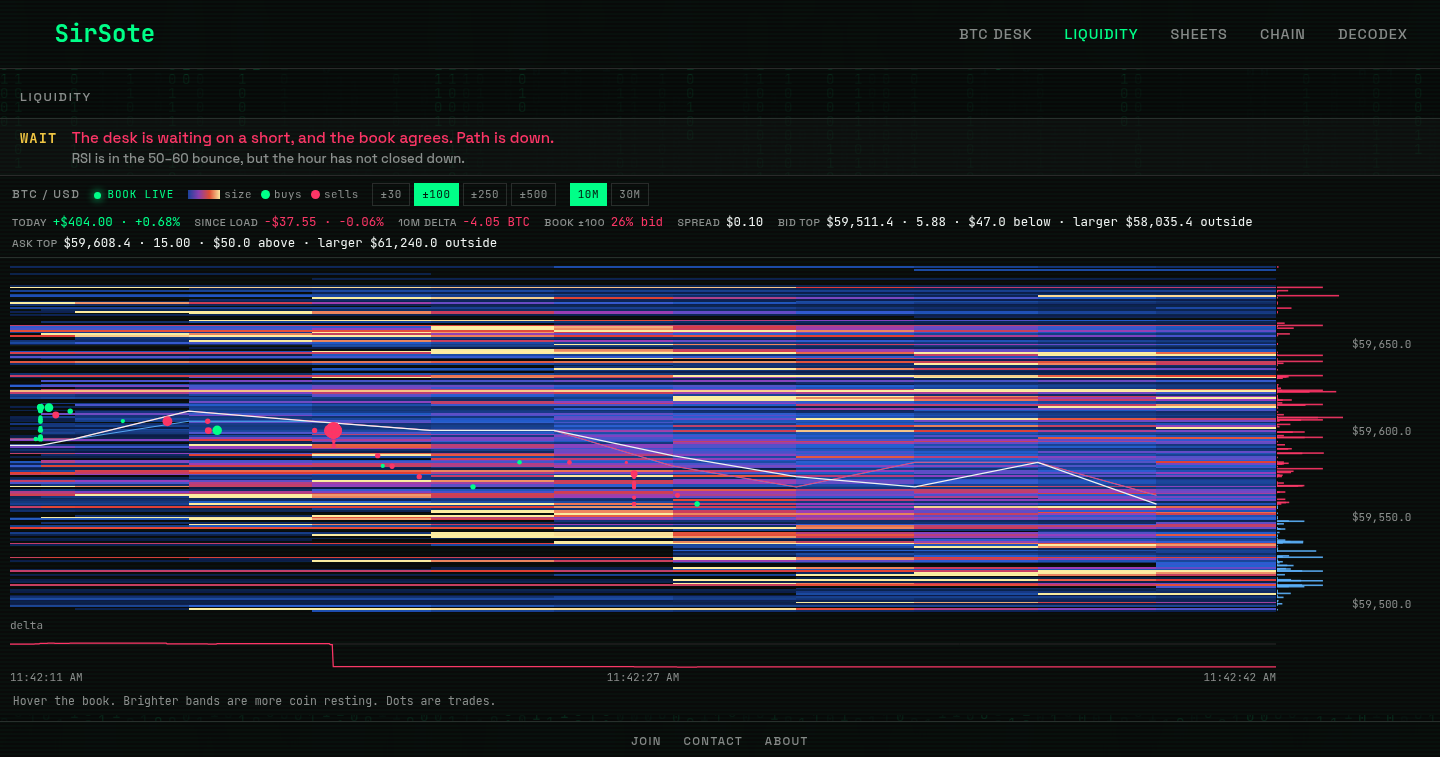 SirSote
BTC DESK LIQUIDITY SHEETS CHAIN DECODEX
LIQUIDITY
WAIT The desk is waiting on a short, and the book agrees. Path is down.
RSI is in the 50–60 bounce, but the hour has not closed down.
BTC / USD BOOK LIVE size buys sells ±30 ±100 ±250 ±500 10M 30M
TODAY +$404.00 · +0.68% SINCE LOAD -$37.55 · -0.06% 10M DELTA -4.05 BTC BOOK ±100 26% bid SPREAD $0.10 BID TOP $59,511.4 · 5.88 · $47.0 below · larger $58,035.4 outside
ASK TOP $59,608.4 · 15.00 · $50.0 above · larger $61,240.0 outside
$59,650.0
$59,600.0
$59,550.0
$59,500.0
delta
11:42:11 AM 11:42:27 AM 11:42:42 AM
Hover the book. Brighter bands are more coin resting. Dots are trades.
JOIN CONTACT ABOUT